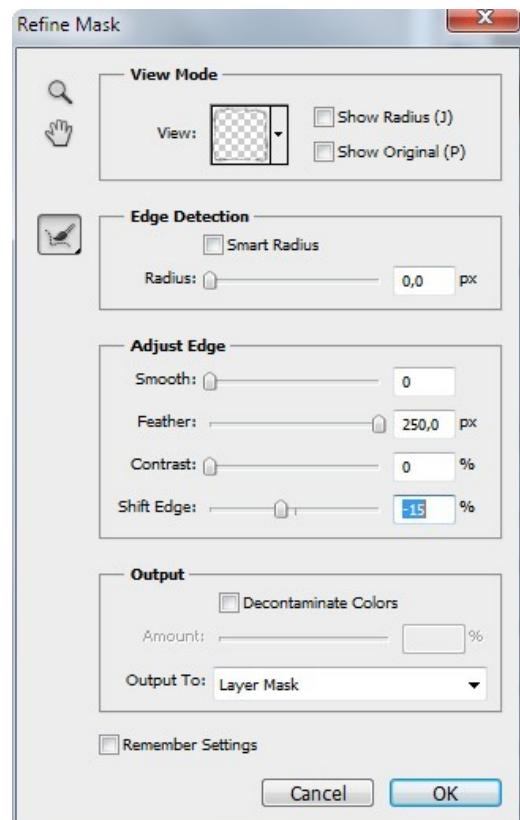 Refine Mask
View Mode
View:
Show Radius (J)
Show Original (P)
Edge Detection
Smart Radius
Radius: 0,0 px
Adjust Edge
Smooth: 0
Feather: 250,0 px
Contrast: 0 %
Shift Edge: -15 %
Output
Decontaminate Colors
Amount: %
Output To: Layer Mask
Remember Settings
Cancel OK